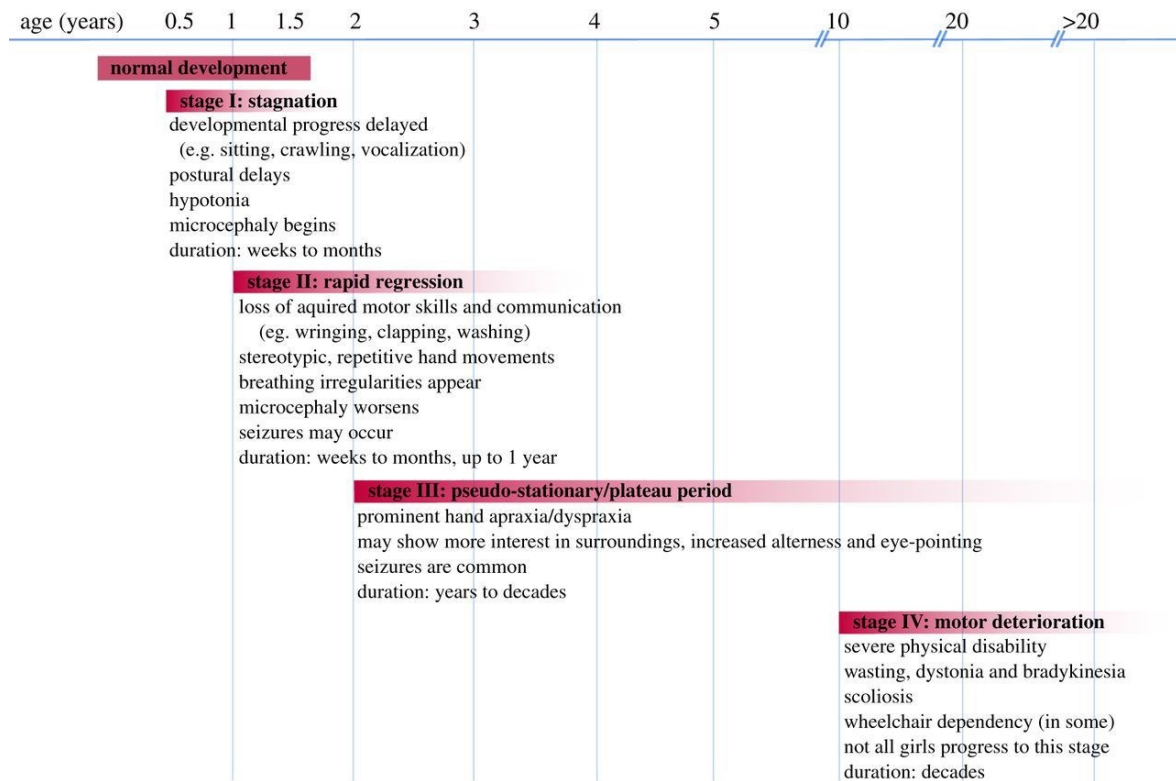 age (years) 0.5 1 1.5 2 3 4 5 10 20 >20
normal development
stage I: stagnation
developmental progress delayed
(e.g. sitting, crawling, vocalization)
postural delays
hypotonia
microcephaly begins
duration: weeks to months
stage II: rapid regression
loss of aquired motor skills and communication
(eg. wringing, clapping, washing)
stereotypic, repetitive hand movements
breathing irregularities appear
microcephaly worsens
seizures may occur
duration: weeks to months, up to 1 year
stage III: pseudo-stationary/plateau period
prominent hand apraxia/dyspraxia
may show more interest in surroundings, increased alterness and eye-pointing
seizures are common
duration: years to decades
stage IV: motor deterioration
severe physical disability
wasting, dystonia and bradykinesia
scoliosis
wheelchair dependency (in some)
not all girls progress to this stage
duration: decades